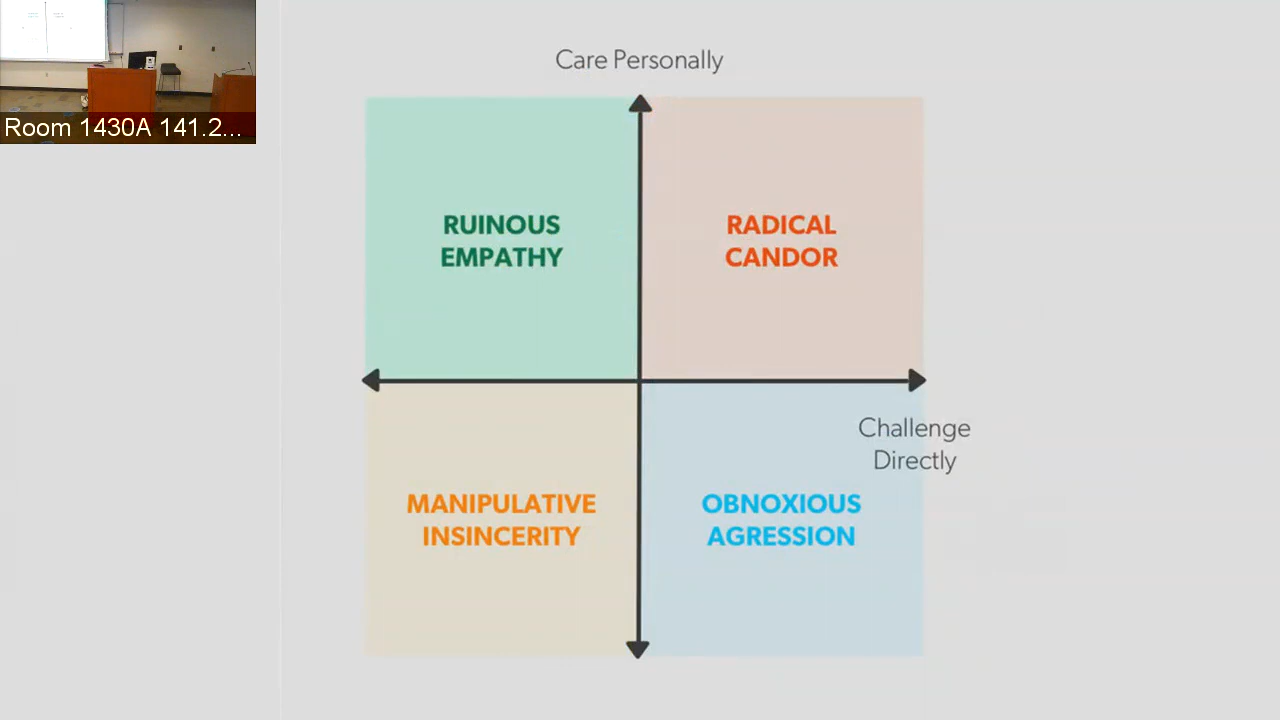 Room 1430A 141.2...
Care Personally
RUINOUS
EMPATHY
RADICAL
CANDOR
Challenge
Directly
MANIPULATIVE
INSINCERITY
OBNOXIOUS
AGRESSION